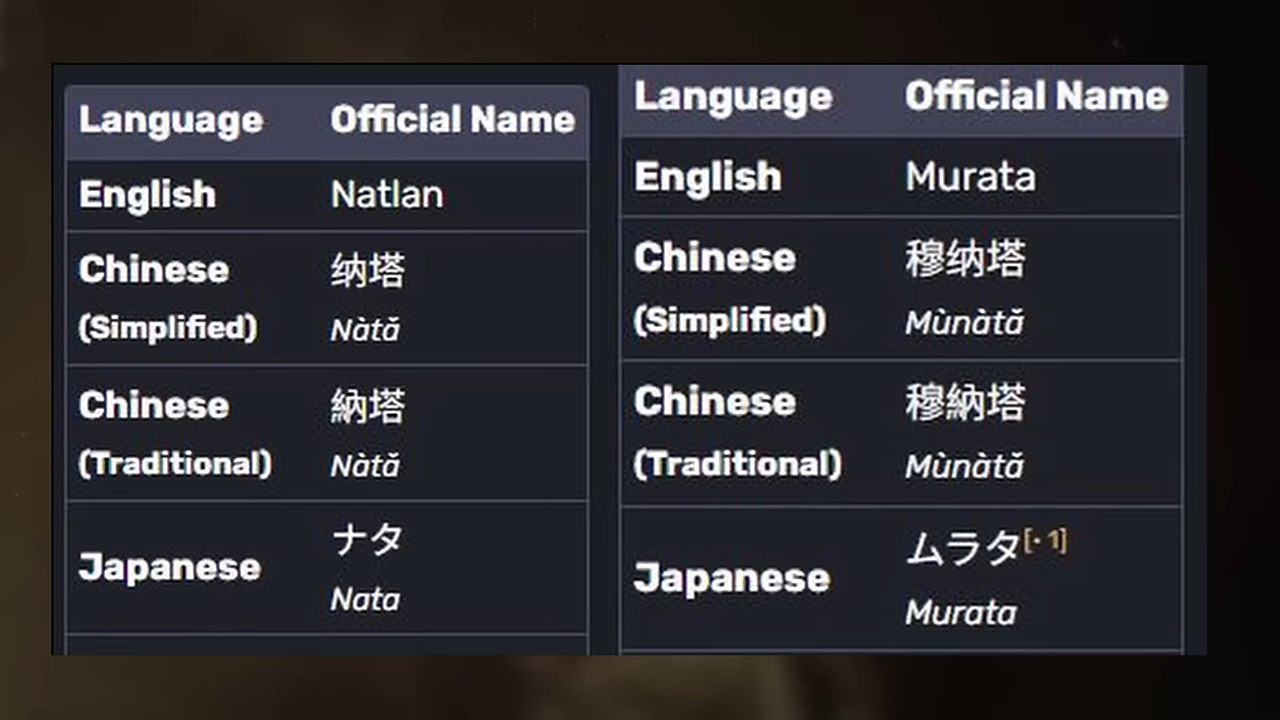 Language Official Name
English Natlan
Chinese 纳塔
(Simplified) Nàtǎ
Chinese 納塔
(Traditional) Nàtǎ
ナタ
Japanese
Nata
Language Official Name
English Murata
Chinese 穆纳塔
(Simplified) Mùnàtǎ
Chinese 穆納塔
(Traditional) Mùnàtǎ
ムラタ[• 1]
Japanese
Murata